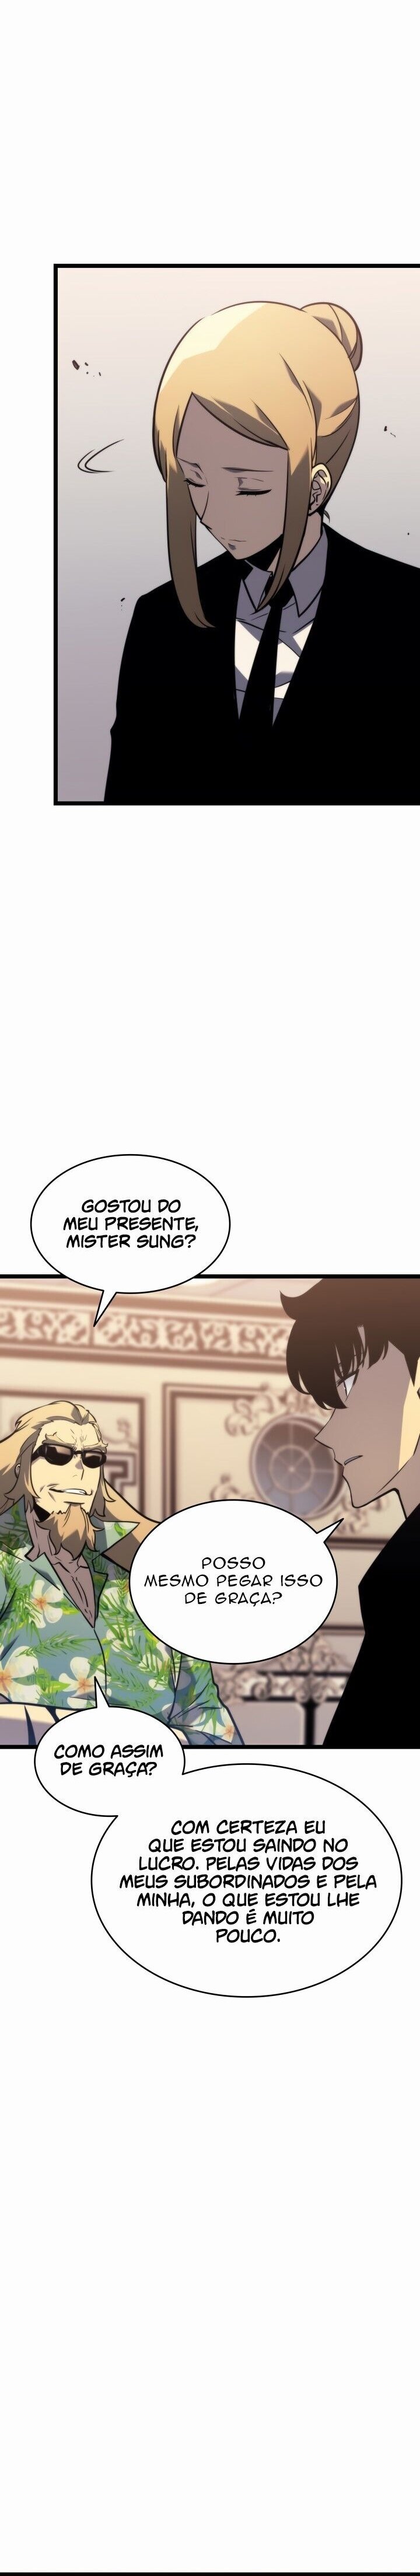 GOSTOU DO
MEU PRESENTE,
MISTER SUNG?
POSSO
MESMO PEGAR ISSO
DE GRAÇA?
COMO ASSIM
DE GRAÇA?
COM CERTEZA EU
QUE ESTOU SAINDO NO
LUCRO. PELAS VIDAS DOS
MEUS SUBORDINADOS E PELA
MINHA, O QUE ESTOU LHE
DANDO É MUITO
POUCO.